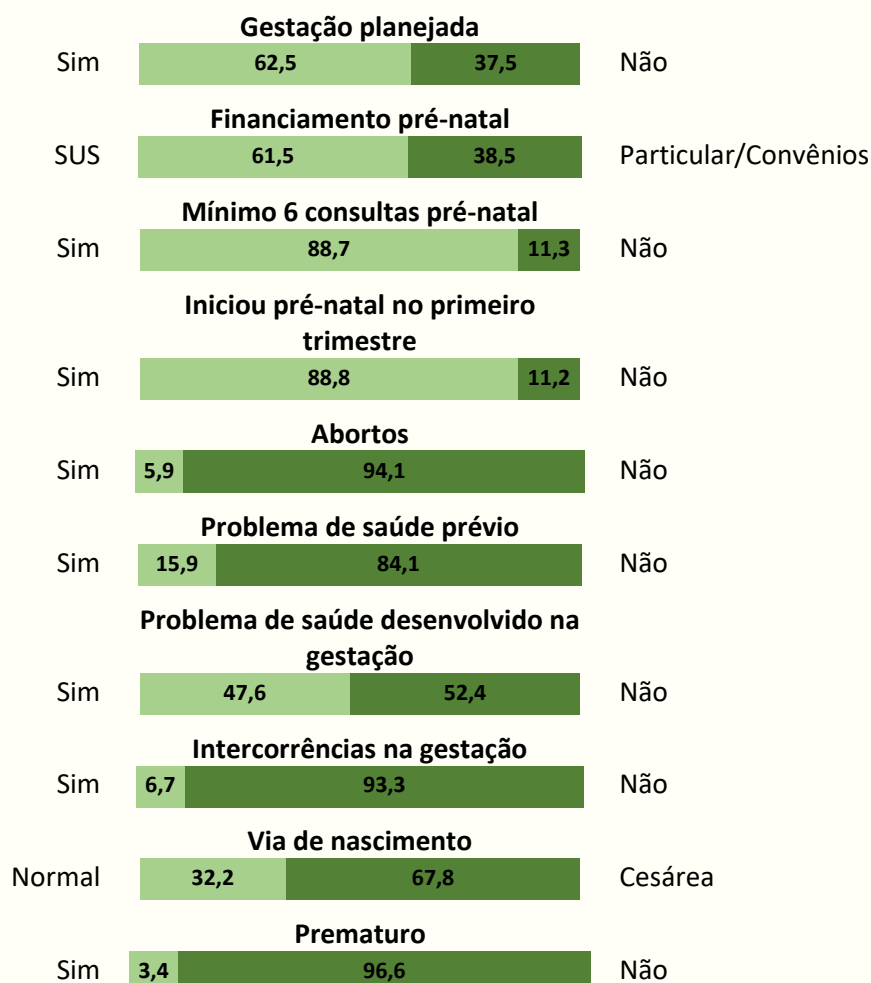 Gestação planejada
Sim 62,5 37,5 Não
Financiamento pré-natal
SUS 61,5 38,5 Particular/Convênios
Mínimo 6 consultas pré-natal
Sim 88,7 11,3 Não
Iniciou pré-natal no primeiro
trimestre
Sim 88,8 11,2 Não
Abortos
Sim 5,9 94,1 Não
Problema de saúde prévio
Sim 15,9 84,1 Não
Problema de saúde desenvolvido na
gestação
Sim 47,6 52,4 Não
Intercorrências na gestação
Sim 6,7 93,3 Não
Via de nascimento
Normal 32,2 67,8 Cesárea
Prematuro
Sim 3,4 96,6 Não